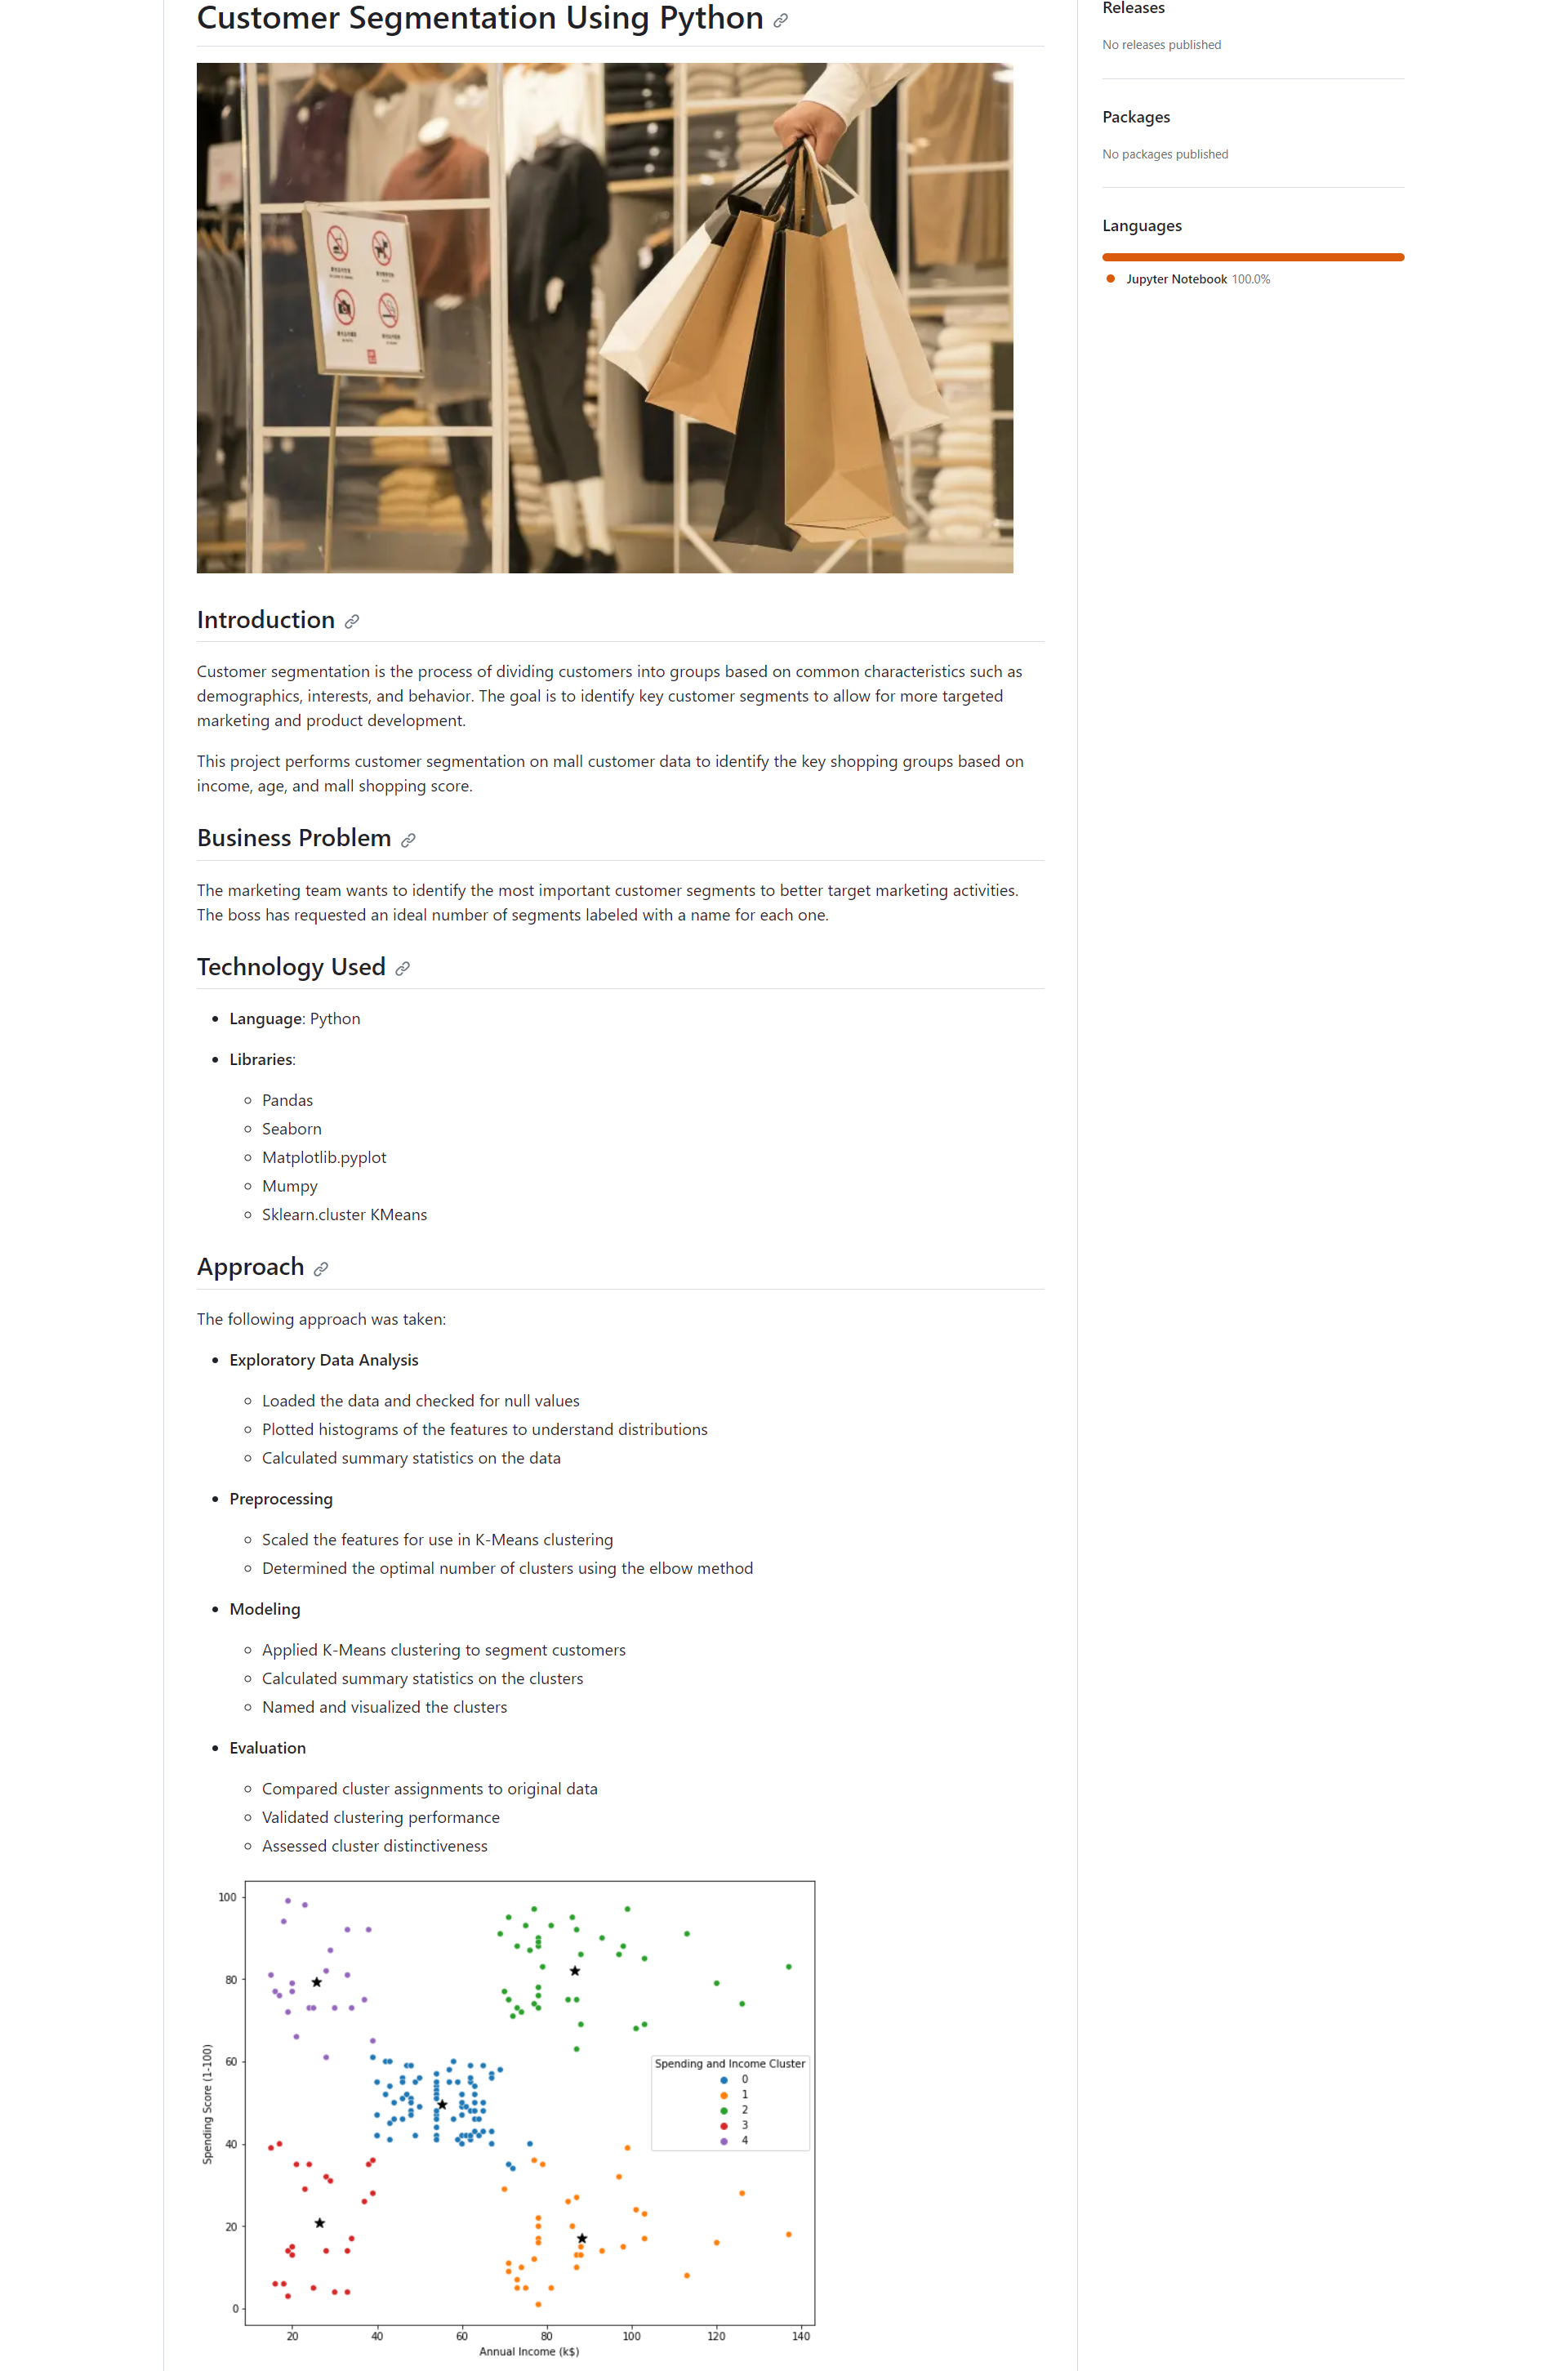 Customer Segmentation Using Python
Introduction
Customer segmentation is the process of dividing customers into groups based on common characteristics such as
demographics, interests, and behavior. The goal is to identify key customer segments to allow for more targeted
marketing and product development.
This project performs customer segmentation on mall customer data to identify the key shopping groups based on
income, age, and mall shopping score.
Business Problem
The marketing team wants to identify the most important customer segments to better target marketing activities.
The boss has requested an ideal number of segments labeled with a name for each one.
Technology Used
Language: Python
Libraries:
Pandas
Seaborn
Matplotlib.pyplot
Mumpy
Sklearn.cluster KMeans
Approach
The following approach was taken:
Exploratory Data Analysis
Loaded the data and checked for null values
Plotted histograms of the features to understand distributions
Calculated summary statistics on the data
Preprocessing
Scaled the features for use in K-Means clustering
Determined the optimal number of clusters using the elbow method
Modeling
Applied K-Means clustering to segment customers
Calculated summary statistics on the clusters
Named and visualized the clusters
Evaluation
Compared cluster assignments to original data
Validated clustering performance
Assessed cluster distinctiveness
100
80
60
40
20
0
Spending Score (1-100)
Spending and Income Cluster
0
1
2
3
4
20 40 60 80 100 120 140
Annual Income (k$)
Releases
No releases published
Packages
No packages published
Languages
Jupyter Notebook 100.0%